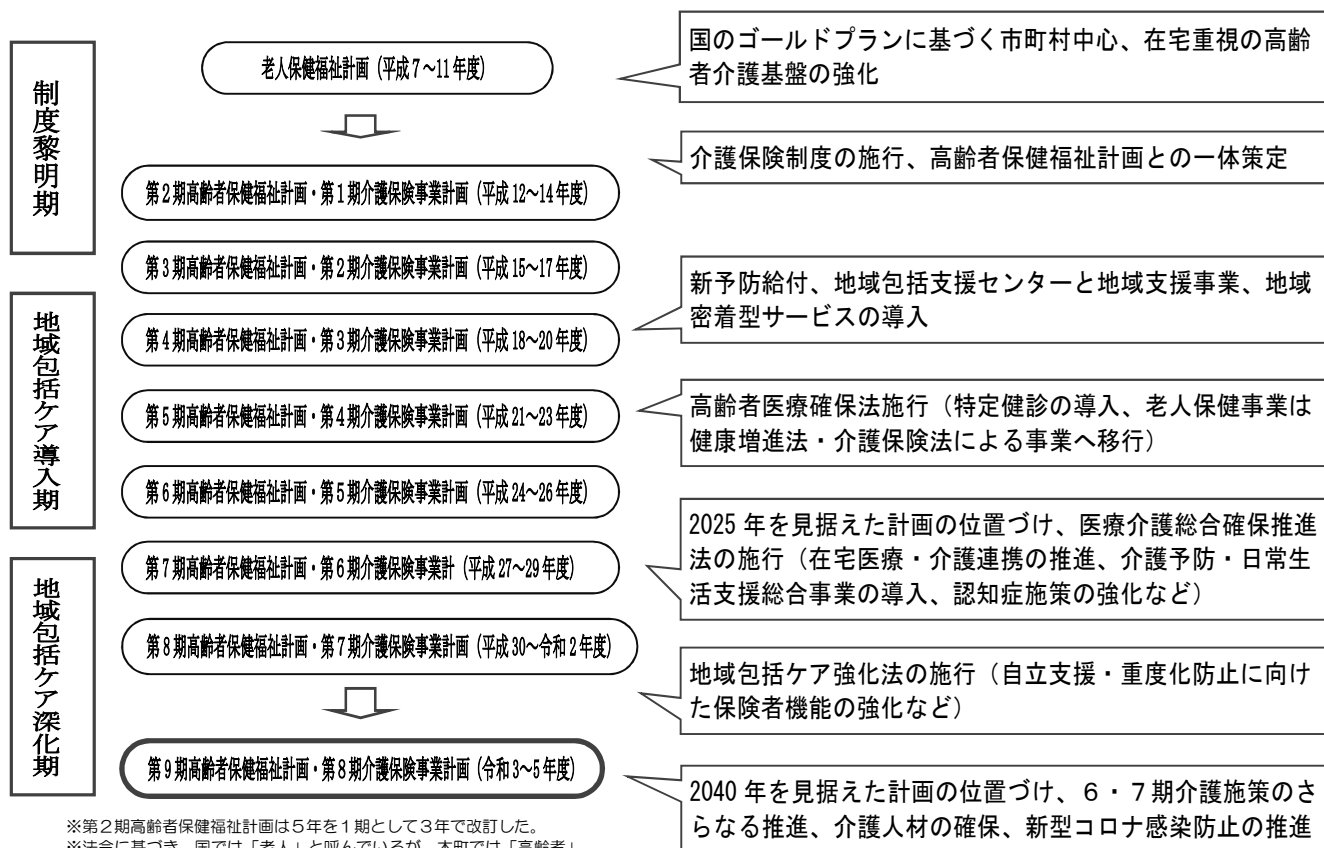 制度黎明期
老人保健福祉計画（平成7～11年度）
国のゴールドプランに基づく市町村中心、在宅重視の高齢
者介護基盤の強化
第2期高齢者保健福祉計画・第1期介護保険事業計画（平成12～14年度）
介護保険制度の施行、高齢者保健福祉計画との一体策定
第3期高齢者保健福祉計画・第2期介護保険事業計画（平成15～17年度）
地域包括ケア導入期
第4期高齢者保健福祉計画・第3期介護保険事業計画（平成18～20年度）
新予防給付、地域包括支援センターと地域支援事業、地域
密着型サービスの導入
第5期高齢者保健福祉計画・第4期介護保険事業計画（平成21～23年度）
高齢者医療確保法施行（特定健診の導入、老人保健事業は
健康増進法・介護保険法による事業へ移行）
第6期高齢者保健福祉計画・第5期介護保険事業計画（平成24～26年度）
地域包括ケア深化期
第7期高齢者保健福祉計画・第6期介護保険事業計（平成27～29年度）
2025年を見据えた計画の位置づけ、医療介護総合確保推進
法の施行（在宅医療・介護連携の推進、介護予防・日常生
活支援総合事業の導入、認知症施策の強化など）
第8期高齢者保健福祉計画・第7期介護保険事業計画（平成30～令和2年度）
地域包括ケア強化法の施行（自立支援・重度化防止に向け
た保険者機能の強化など）
第9期高齢者保健福祉計画・第8期介護保険事業計画（令和3～5年度）
2040年を見据えた計画の位置づけ、６・７期介護施策のさ
らなる推進、介護人材の確保、新型コロナ感染防止の推進
※第２期高齢者保健福祉計画は５年を１期として３年で改訂した。
※法令に基づき、国では「老人」と呼んでいるが、本町では「高齢者」